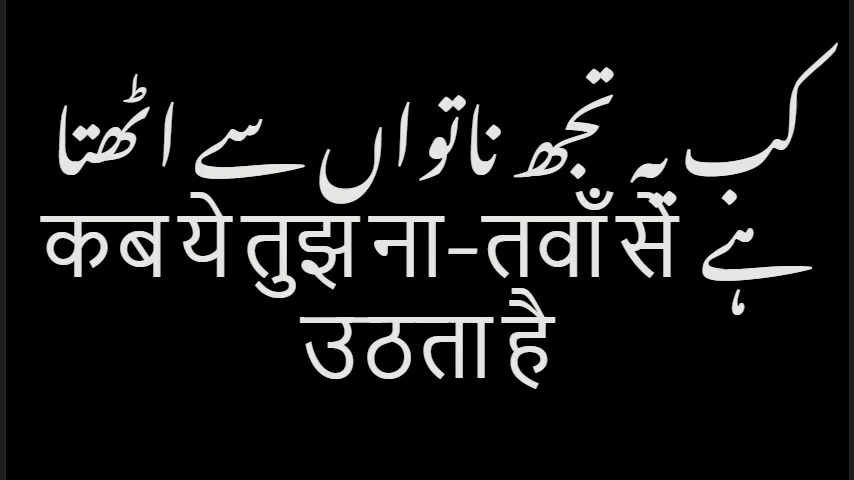 کب یہ تجھ ناتواں سے اٹھتا
ہے
कब ये तुझ ना-तवाँ से
उठता है